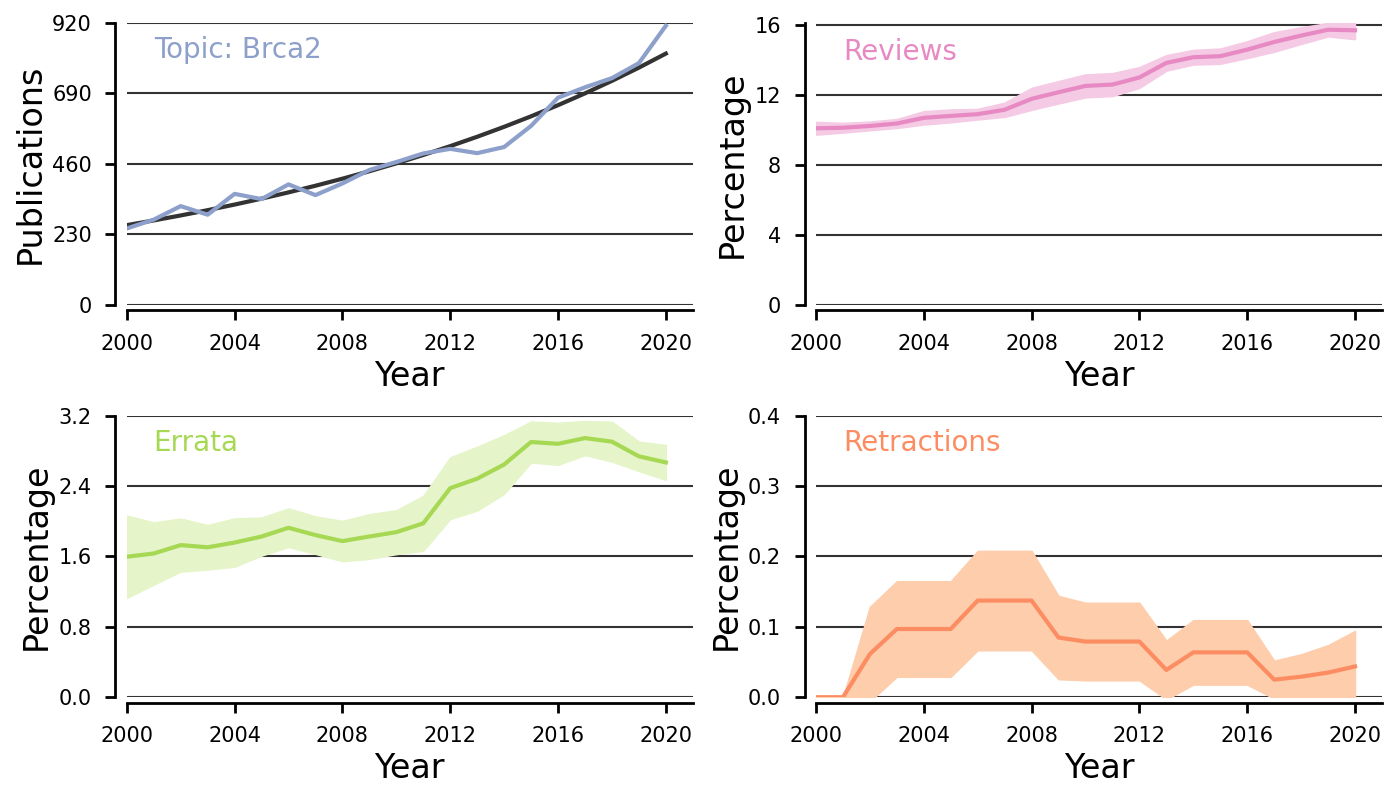 Topic: Brca2
Publications
920
690
460
230
0
2000 2004 2008 2012 2016 2020
Year
Reviews
Percentage
16
12
8
4
0
2000 2004 2008 2012 2016 2020
Year
Errata
Percentage
3.2
2.4
1.6
0.8
0.0
2000 2004 2008 2012 2016 2020
Year
Retractions
Percentage
0.4
0.3
0.2
0.1
0.0
2000 2004 2008 2012 2016 2020
Year